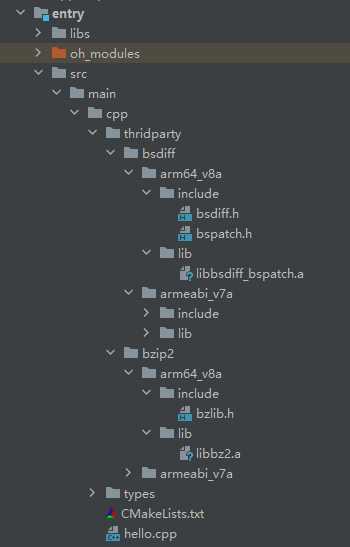 entry
libs
oh_modules
src
main
cpp
thridparty
bsdiff
arm64_v8a
include
bsdiff.h
bspatch.h
lib
libbsdiff_bspatch.a
armeabi_v7a
include
lib
bzip2
arm64_v8a
include
bzlib.h
lib
libbz2.a
armeabi_v7a
types
CMakeLists.txt
hello.cpp